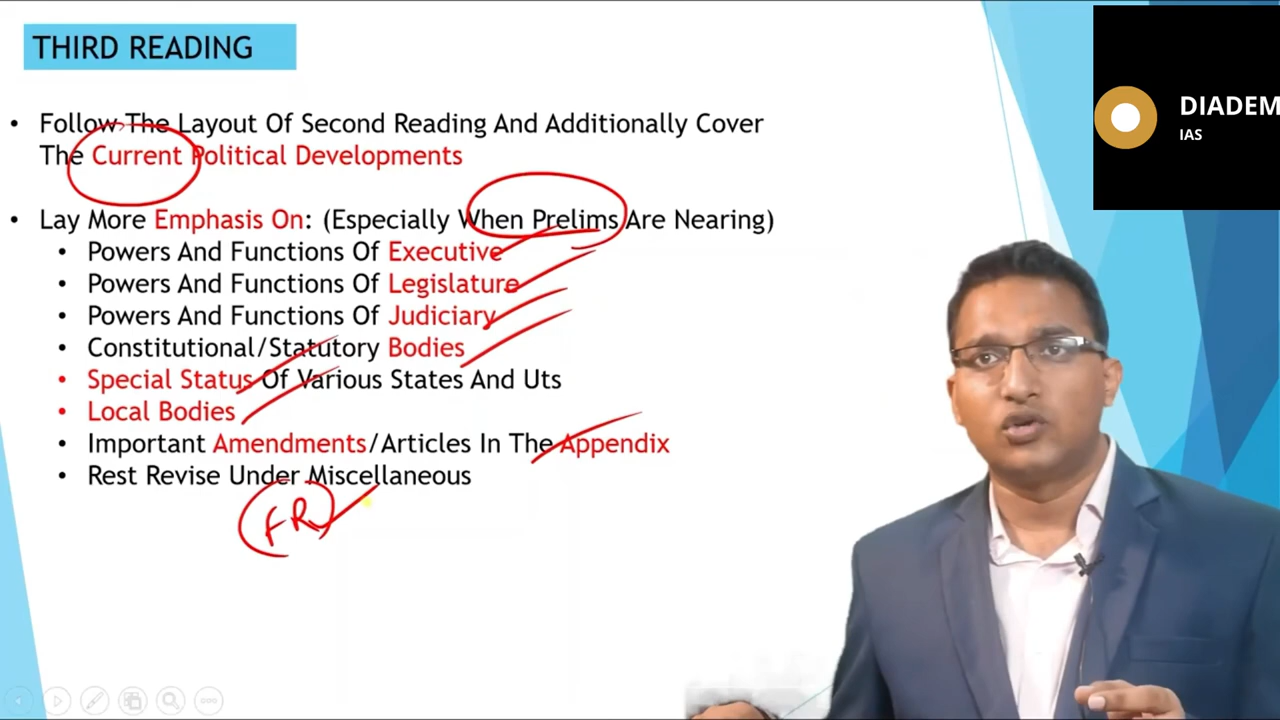 THIRD READING
DIADEM
IAS
• Follow The Layout Of Second Reading And Additionally Cover
The Current Political Developments
• Lay More Emphasis On: (Especially When Prelims Are Nearing)
• Powers And Functions Of Executive
• Powers And Functions Of Legislature
• Powers And Functions Of Judiciary
• Constitutional/Statutory Bodies
• Special Status Of Various States And Uts
• Local Bodies
• Important Amendments/Articles In The Appendix
• Rest Revise Under Miscellaneous
FR